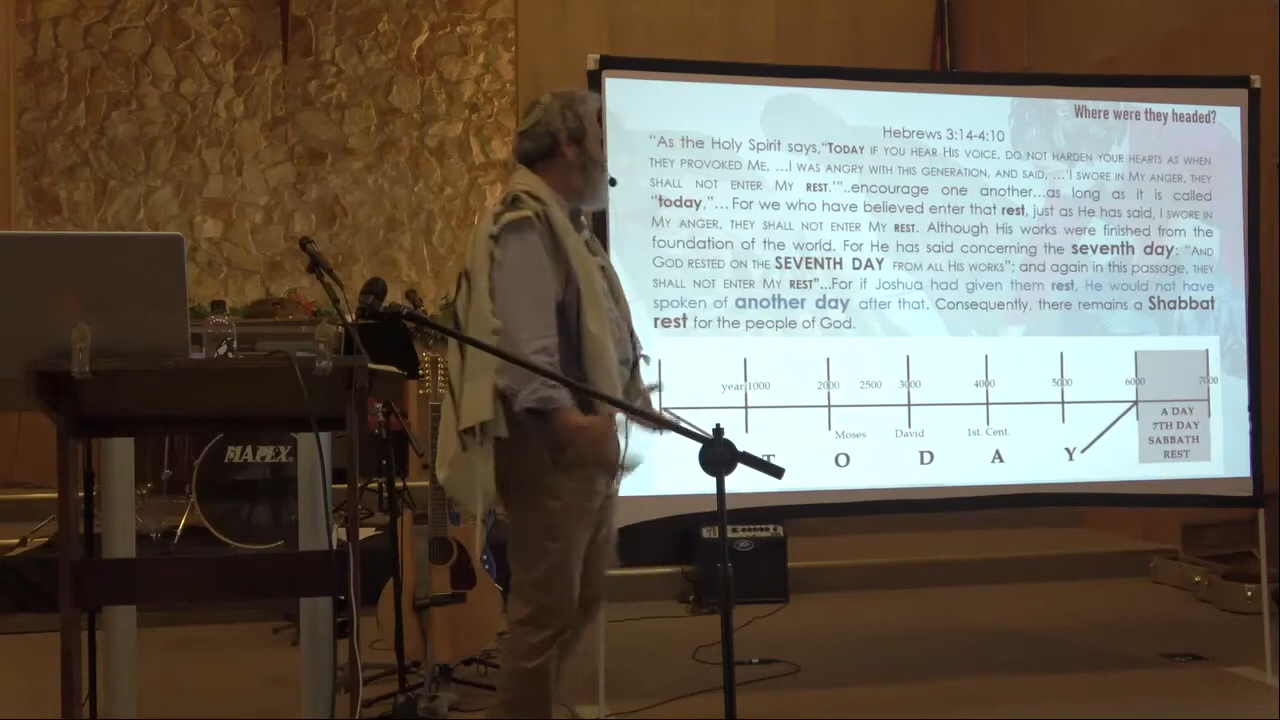 Where were they headed?
Hebrews 3:14-4:10
“As the Holy Spirit says,“TODAY IF YOU HEAR HIS VOICE, DO NOT HARDEN YOUR HEARTS AS WHEN
THEY PROVOKED ME, ...I WAS ANGRY WITH THIS GENERATION, AND SAID, ...‘I SWORE IN MY ANGER, THEY
SHALL NOT ENTER MY REST.’”..encourage one another...as long as it is called
“today,”... For we who have believed enter that rest, just as He has said, I SWORE IN
MY ANGER, THEY SHALL NOT ENTER MY REST. Although His works were finished from the
foundation of the world. For He has said concerning the seventh day: “AND
GOD RESTED ON THE SEVENTH DAY FROM ALL HIS WORKS”; and again in this passage, THEY
SHALL NOT ENTER MY REST”...For if Joshua had given them rest, He would not have
spoken of another day after that. Consequently, there remains a Shabbat
rest for the people of God.
year 1000 2000 2500 3000 4000 5000 6000 7000
Moses David 1st. Cent.
T O D A Y
A DAY
7TH DAY
SABBATH
REST
MAPEX